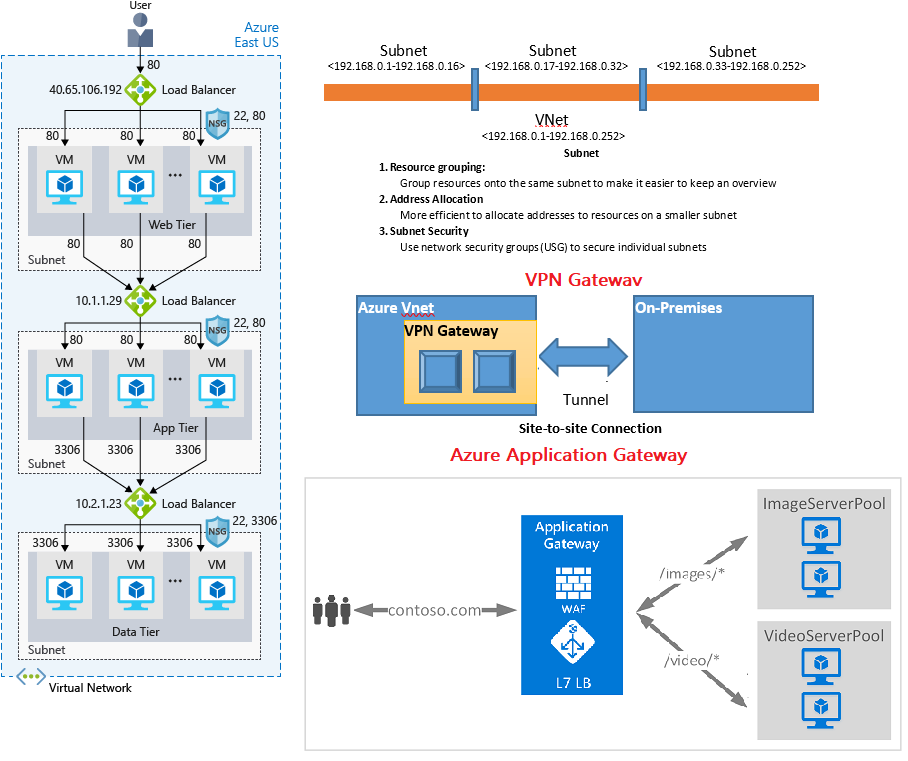 User
Azure
East US
80
40.65.106.192
Load Balancer
NSG
22, 80
80
80
80
VM
VM
...
VM
Web Tier
80
80
80
Subnet
10.1.1.29
Load Balancer
NSG
22, 80
80
80
80
VM
VM
...
VM
App Tier
3306
3306
3306
Subnet
10.2.1.23
Load Balancer
NSG
22, 3306
3306
3306
3306
VM
VM
...
VM
Data Tier
Subnet
Virtual Network
Subnet
<192.168.0.1-192.168.0.16>
Subnet
<192.168.0.17-192.168.0.32>
Subnet
<192.168.0.33-192.168.0.252>
VNet
<192.168.0.1-192.168.0.252>
Subnet
1. Resource grouping:
Group resources onto the same subnet to make it easier to keep an overview
2. Address Allocation
More efficient to allocate addresses to resources on a smaller subnet
3. Subnet Security
Use network security groups (USG) to secure individual subnets
VPN Gateway
Azure Vnet
VPN Gateway
On-Premises
Tunnel
Site-to-site Connection
Azure Application Gateway
contoso.com
Application
Gateway
WAF
L7 LB
/images/*
/video/*
ImageServerPool
VideoServerPool